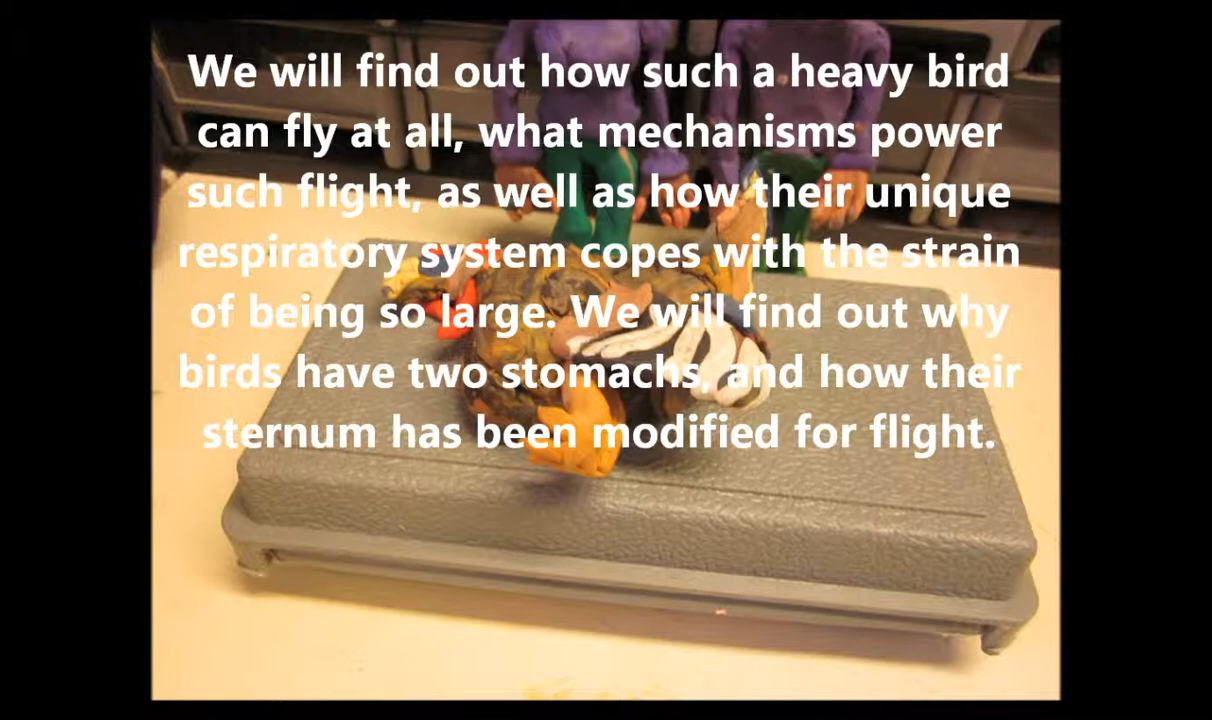 We will find out how such a heavy bird
can fly at all, what mechanisms power
such flight, as well as how their unique
respiratory system copes with the strain
of being so large. We will find out why
birds have two stomachs, and how their
sternum has been modified for flight.